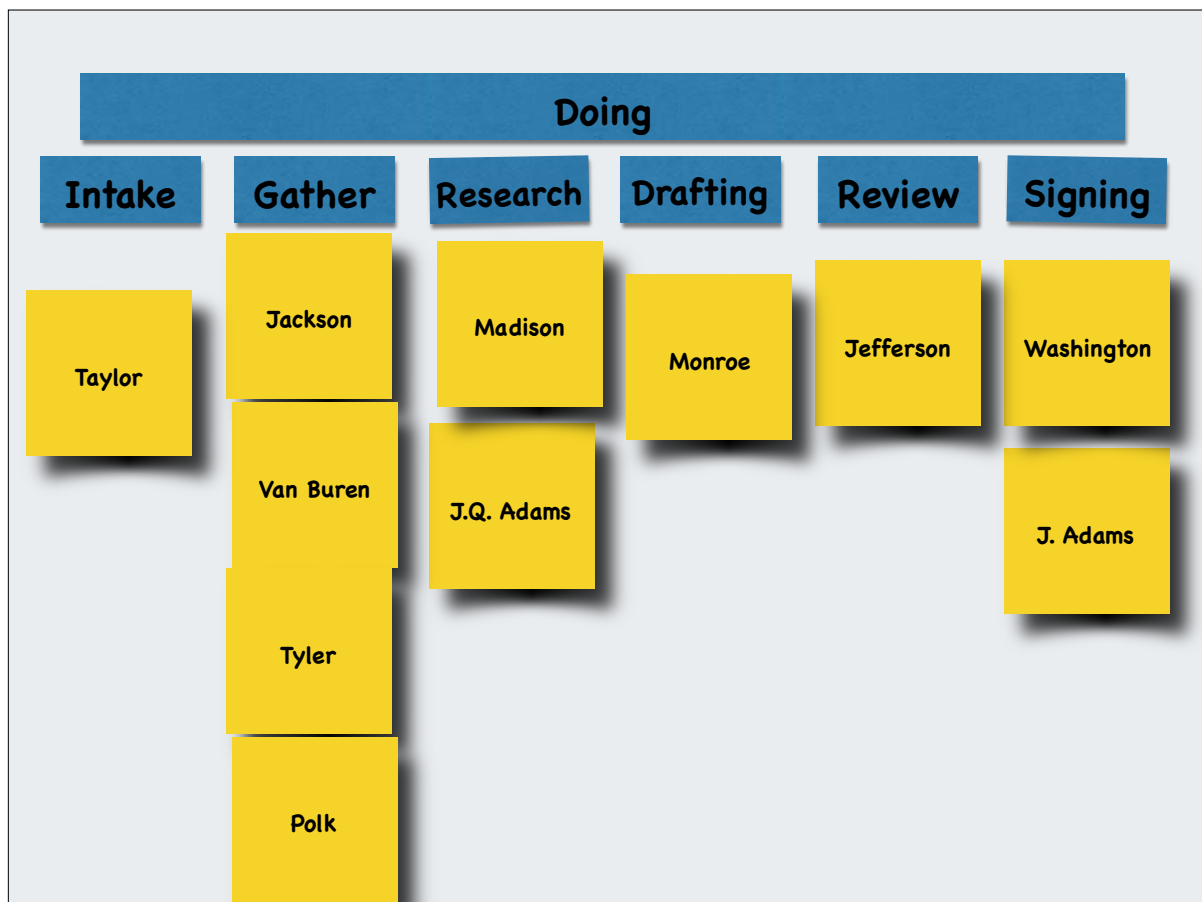 Doing
Intake
Gather
Research
Drafting
Review
Signing
Taylor
Jackson
Van Buren
Tyler
Polk
Madison
J.Q. Adams
Monroe
Jefferson
Washington
J. Adams